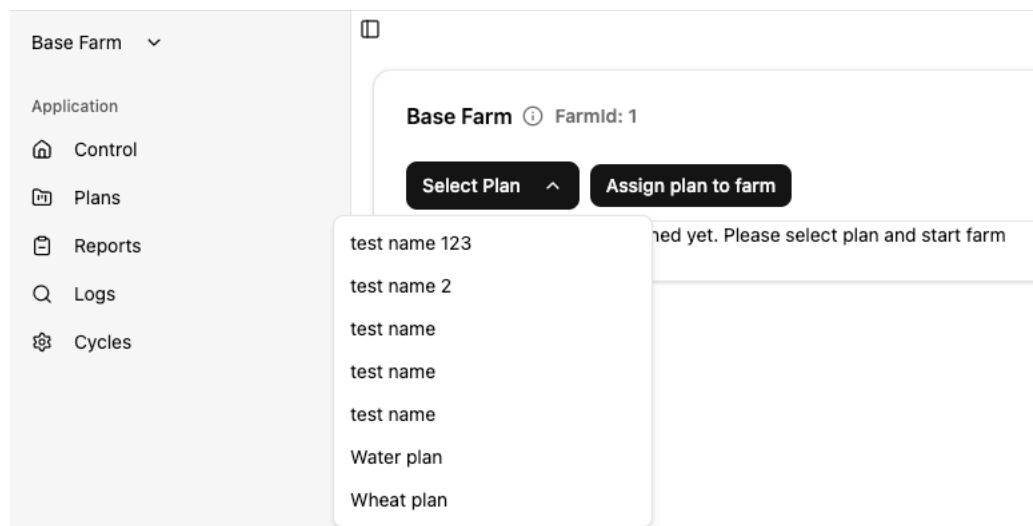 Base Farm
Application
Control
Plans
Reports
Logs
Cycles
Base Farm FarmId: 1
Select Plan Assign plan to farm
yet. Please select plan and start farm
test name 123
test name 2
test name
test name
test name
Water plan
Wheat plan